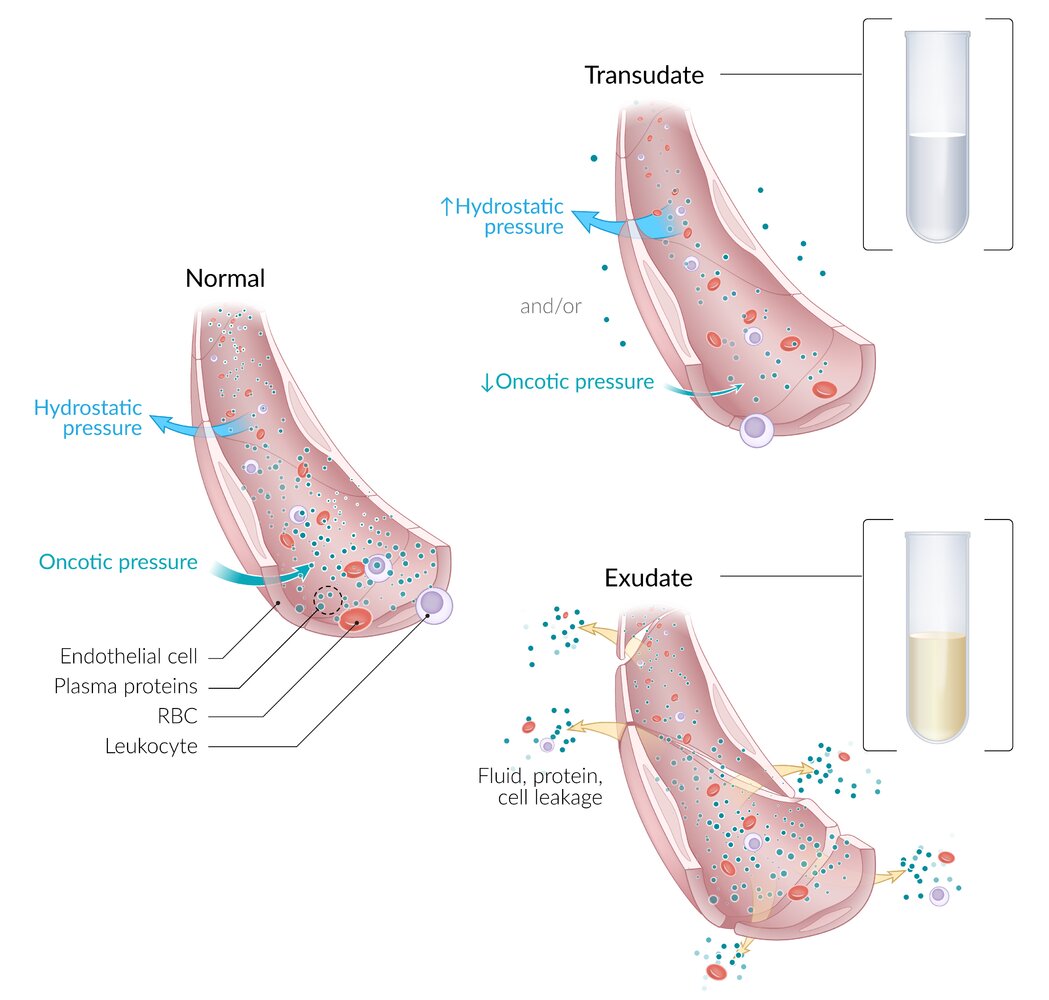 Transudate
↑Hydrostatic
pressure
and/or
↓Oncotic pressure
Normal
Hydrostatic
pressure
Oncotic pressure
Endothelial cell
Plasma proteins
RBC
Leukocyte
Exudate
Fluid, protein,
cell leakage